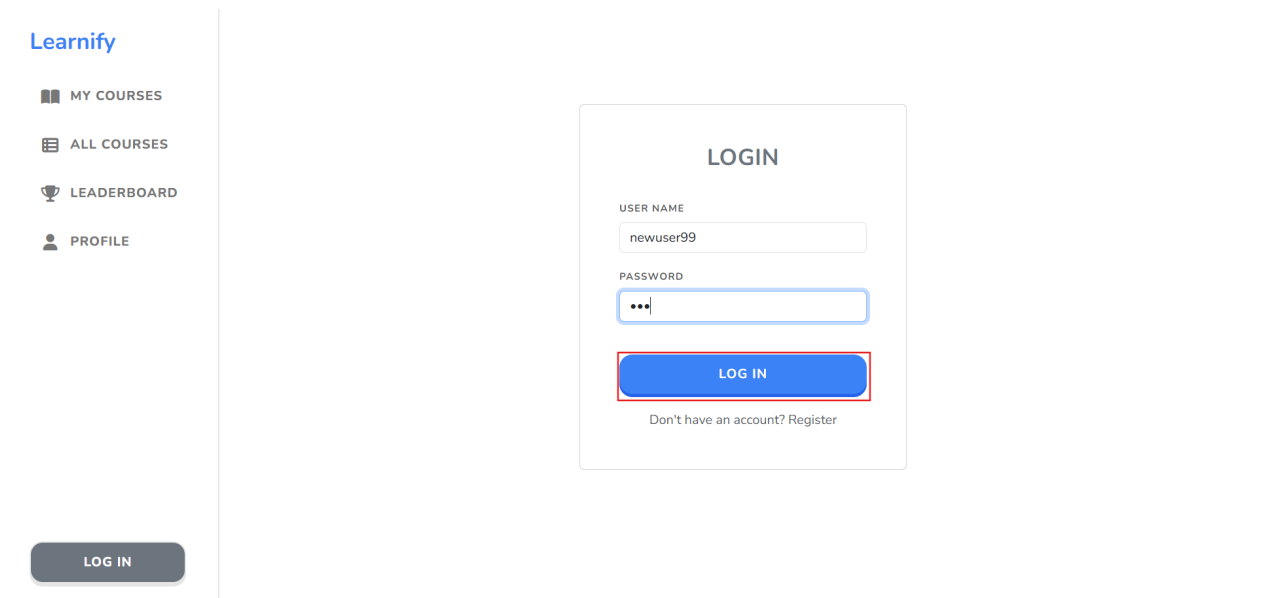 Learnify
MY COURSES
ALL COURSES
LEADERBOARD
PROFILE
LOG IN
LOGIN
USER NAME
newuser99
PASSWORD
•••
LOG IN
Don't have an account? Register